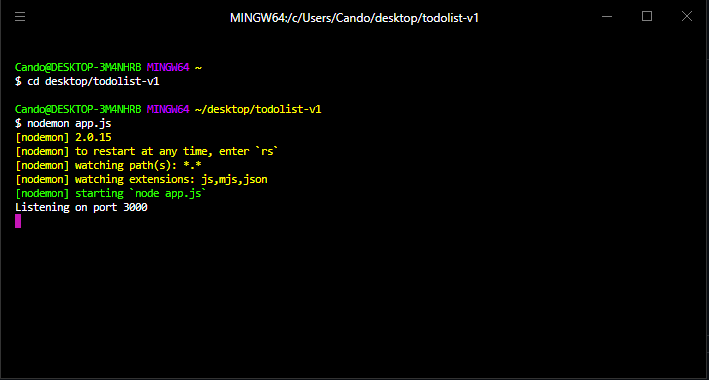 MINGW64:/c/Users/Cando/desktop/todolist-v1
Cando@DESKTOP-3M4NHRB MINGW64 ~
$ cd desktop/todolist-v1
Cando@DESKTOP-3M4NHRB MINGW64 ~/desktop/todolist-v1
$ nodemon app.js
[nodemon] 2.0.15
[nodemon] to restart at any time, enter `rs`
[nodemon] watching path(s): *.*
[nodemon] watching extensions: js,mjs,json
[nodemon] starting `node app.js`
Listening on port 3000